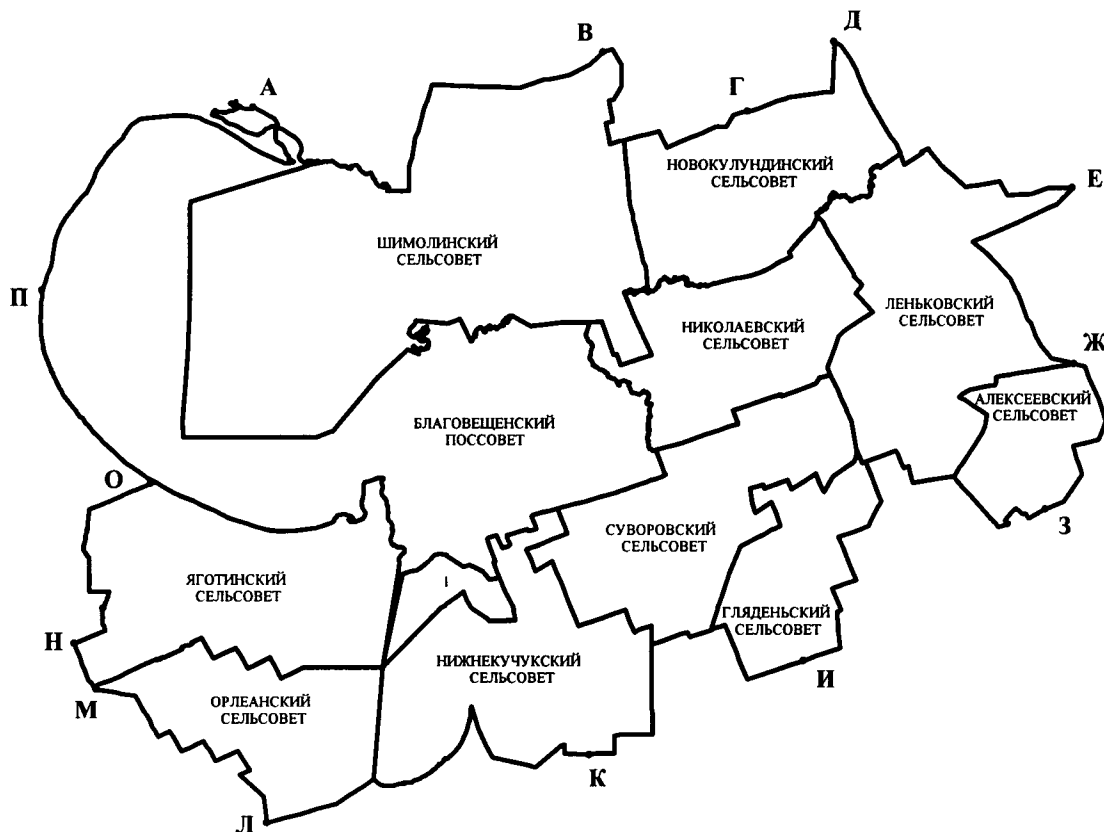 Д
В
Г
А
НОВОКУЛУНДИНСКИЙ
СЕЛЬСОВЕТ
Е
ШИМОЛИНСКИЙ
СЕЛЬСОВЕТ
П
ЛЕНЬКОВСКИЙ
СЕЛЬСОВЕТ
НИКОЛАЕВСКИЙ
СЕЛЬСОВЕТ
Ж
АЛЕКСЕЕВСКИЙ
СЕЛЬСОВЕТ
БЛАГОВЕЩЕНСКИЙ
ПОССОВЕТ
О
СУВОРОВСКИЙ
СЕЛЬСОВЕТ
З
ЯГОТИНСКИЙ
СЕЛЬСОВЕТ
ГЛЯДЕНЬСКИЙ
СЕЛЬСОВЕТ
Н
НИЖНЕКУЧУКСКИЙ
СЕЛЬСОВЕТ
И
М
ОРЛЕАНСКИЙ
СЕЛЬСОВЕТ
К
Л